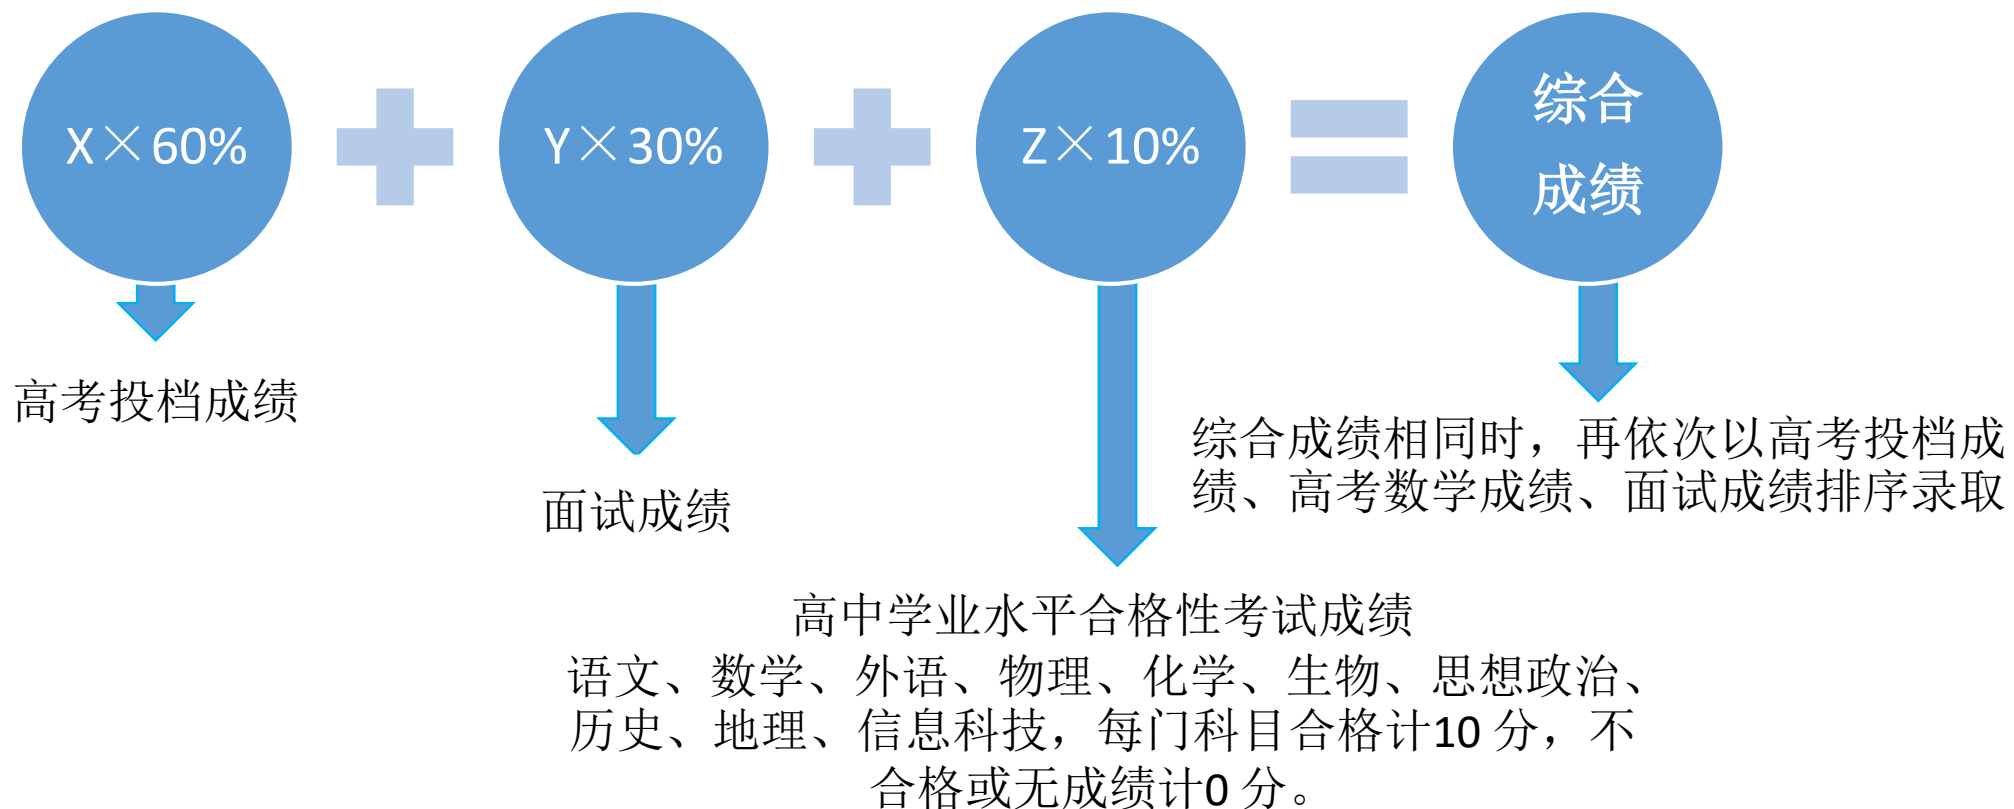 X×60%
Y×30%
Z×10%
综合
成绩
高考投档成绩
面试成绩
综合成绩相同时，再依次以高考投档成
绩、高考数学成绩、面试成绩排序录取
高中学业水平合格性考试成绩
语文、数学、外语、物理、化学、生物、思想政治、
历史、地理、信息科技，每门科目合格计10 分，不
合格或无成绩计0 分。